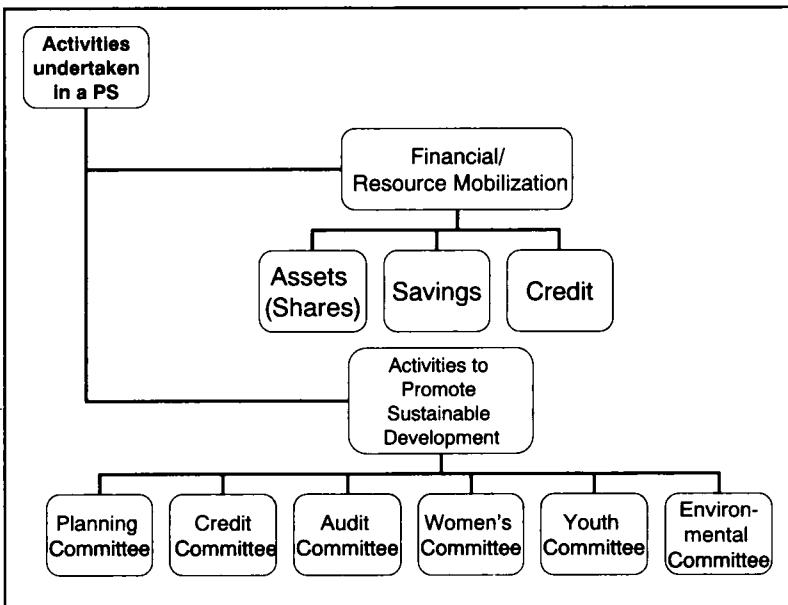 Activities
undertaken
in a PS
Financial/
Resource Mobilization
Assets
(Shares)
Savings
Credit
Activities to
Promote
Sustainable
Development
Planning
Committee
Credit
Committee
Audit
Committee
Women's
Committee
Youth
Committee
Environ-
mental
Committee